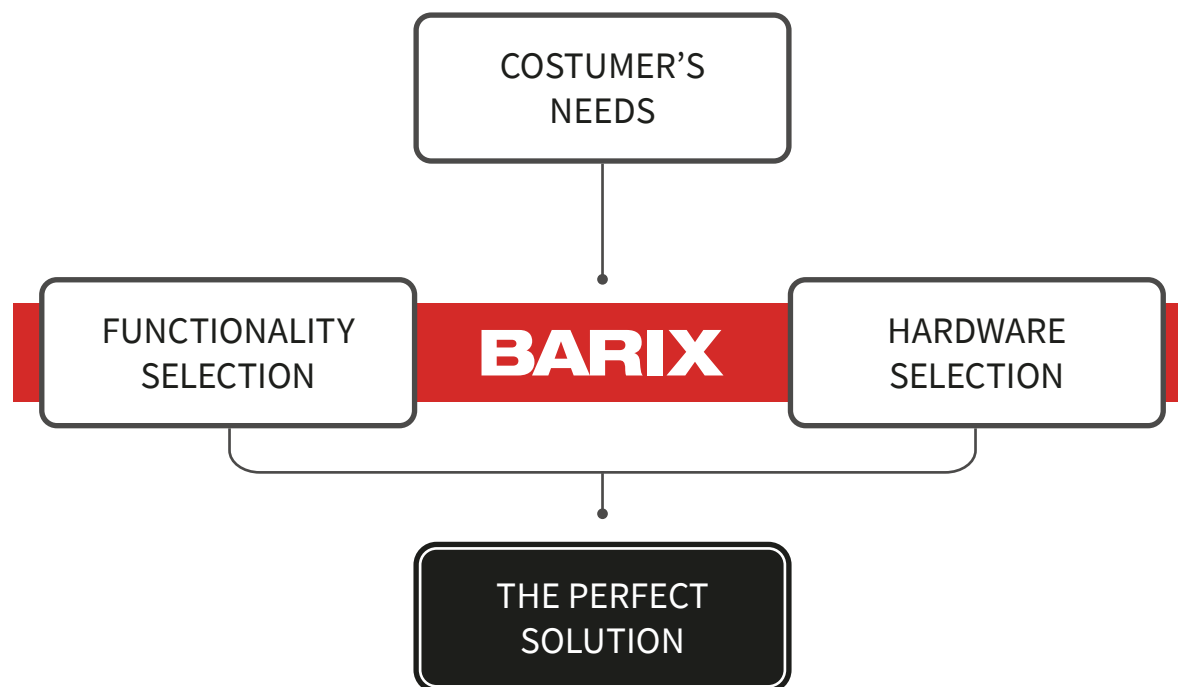 COSTUMER’S
NEEDS
FUNCTIONALITY
SELECTION
BARIX
HARDWARE
SELECTION
THE PERFECT
SOLUTION